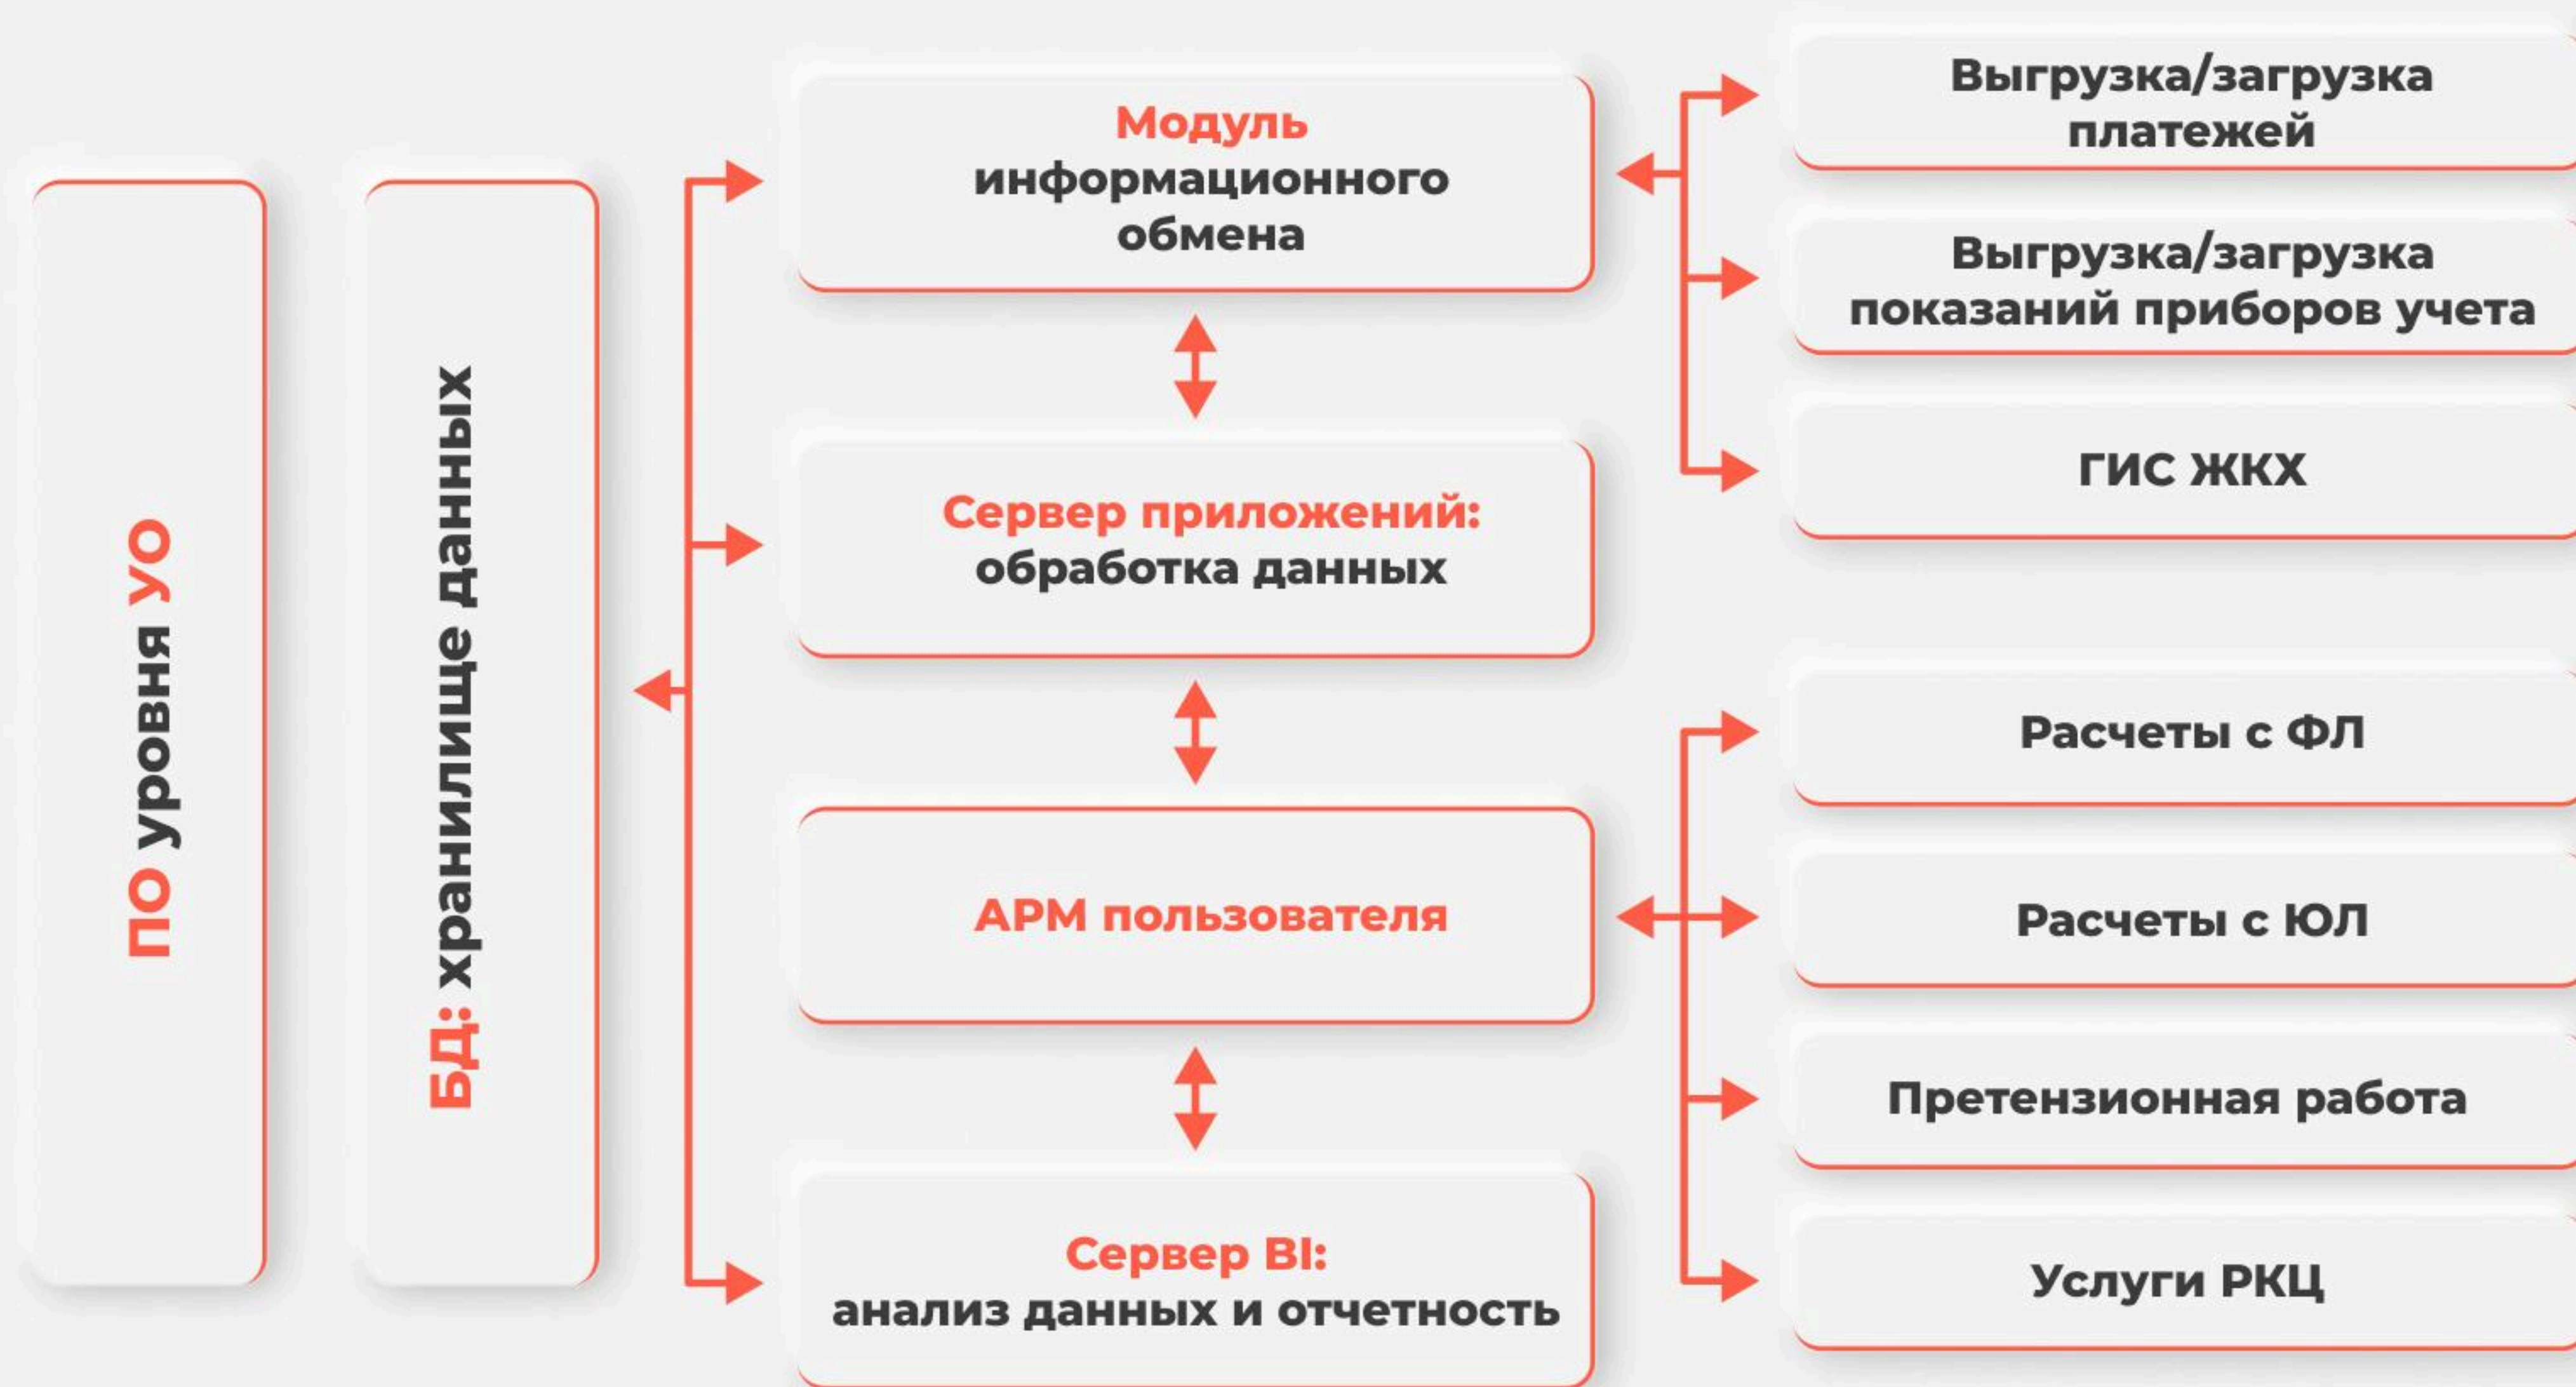 ПО уровня УО
БД: хранилище данных
Модуль
информационного
обмена
Сервер приложений:
обработка данных
АРМ пользователя
Сервер BI:
анализ данных и отчетность
Выгрузка/загрузка
платежей
Выгрузка/загрузка
показаний приборов учета
ГИС ЖКХ
Расчеты с ФЛ
Расчеты с ЮЛ
Претензионная работа
Услуги РКЦ